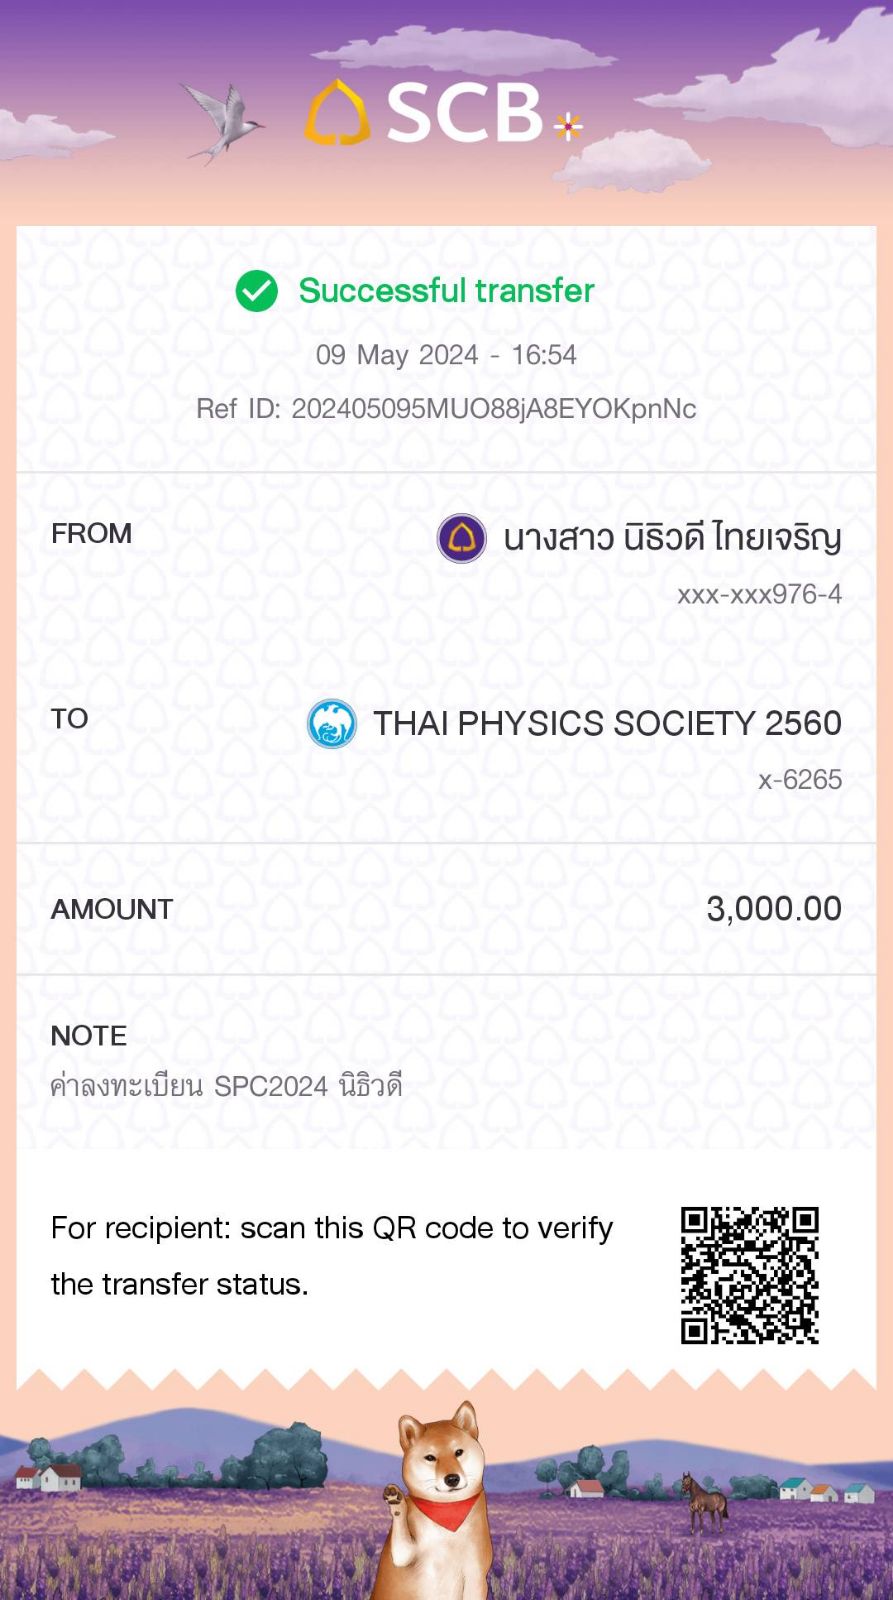 SCB
Successful transfer
09 May 2024 - 16:54
Ref ID: 202405095MUO88jA8EYOKpnNc
FROM
นางสาว นิธิวดี ไทยเจริญ
xxx-xxx976-4
TO
THAI PHYSICS SOCIETY 2560
x-6265
AMOUNT
3,000.00
NOTE
ค่าลงทะเบียน SPC2024 นิธิวดี
For recipient: scan this QR code to verify
the transfer status.